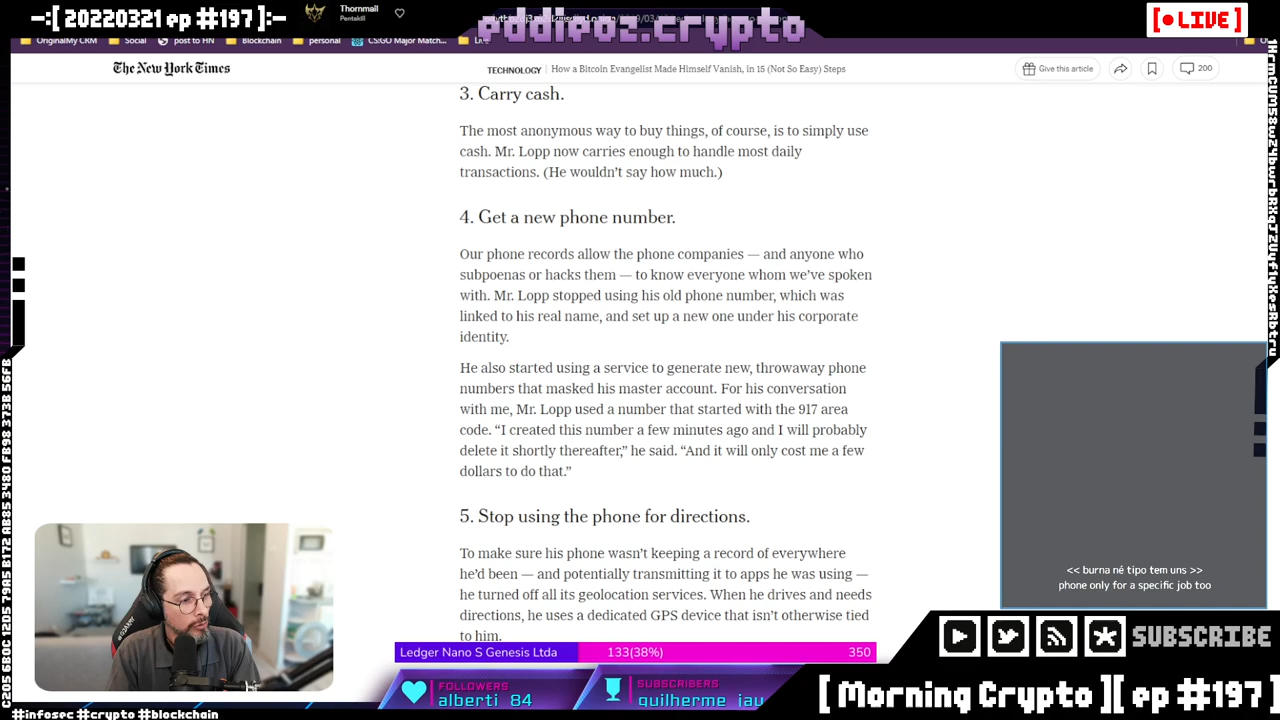 -:[ 20220321 ep #197 ]:-
Thornmail
Pentakill
eddieoz.crypto
[ ● LIVE ]
OriginalMy CRM
Social
post to HN
Blockchain
personal
CS:GO Major Match...
The New York Times
TECHNOLOGY | How a Bitcoin Evangelist Made Himself Vanish, in 15 (Not So Easy) Steps
Give this article
200
3. Carry cash.
The most anonymous way to buy things, of course, is to simply use
cash. Mr. Lopp now carries enough to handle most daily
transactions. (He wouldn’t say how much.)
4. Get a new phone number.
Our phone records allow the phone companies — and anyone who
subpoenas or hacks them — to know everyone whom we’ve spoken
with. Mr. Lopp stopped using his old phone number, which was
linked to his real name, and set up a new one under his corporate
identity.
He also started using a service to generate new, throwaway phone
numbers that masked his master account. For his conversation
with me, Mr. Lopp used a number that started with the 917 area
code. “I created this number a few minutes ago and I will probably
delete it shortly thereafter,” he said. “And it will only cost me a few
dollars to do that.”
5. Stop using the phone for directions.
To make sure his phone wasn’t keeping a record of everywhere
he’d been — and potentially transmitting it to apps he was using —
he turned off all its geolocation services. When he drives and needs
directions, he uses a dedicated GPS device that isn’t otherwise tied
to him.
<< burna né tipo tem uns >>
phone only for a specific job too
Ledger Nano S Genesis Ltda 133(38%) 350
FOLLOWERS
alberti_84
SUBSCRIBERS
guilherme_jau
SUBSCRIBE
[ Morning Crypto ][ ep #197 ]
#infosec #crypto #blockchain
C205 5B0C 12D5 79A5 B172 AB85 3480 FB98 373B 56FB